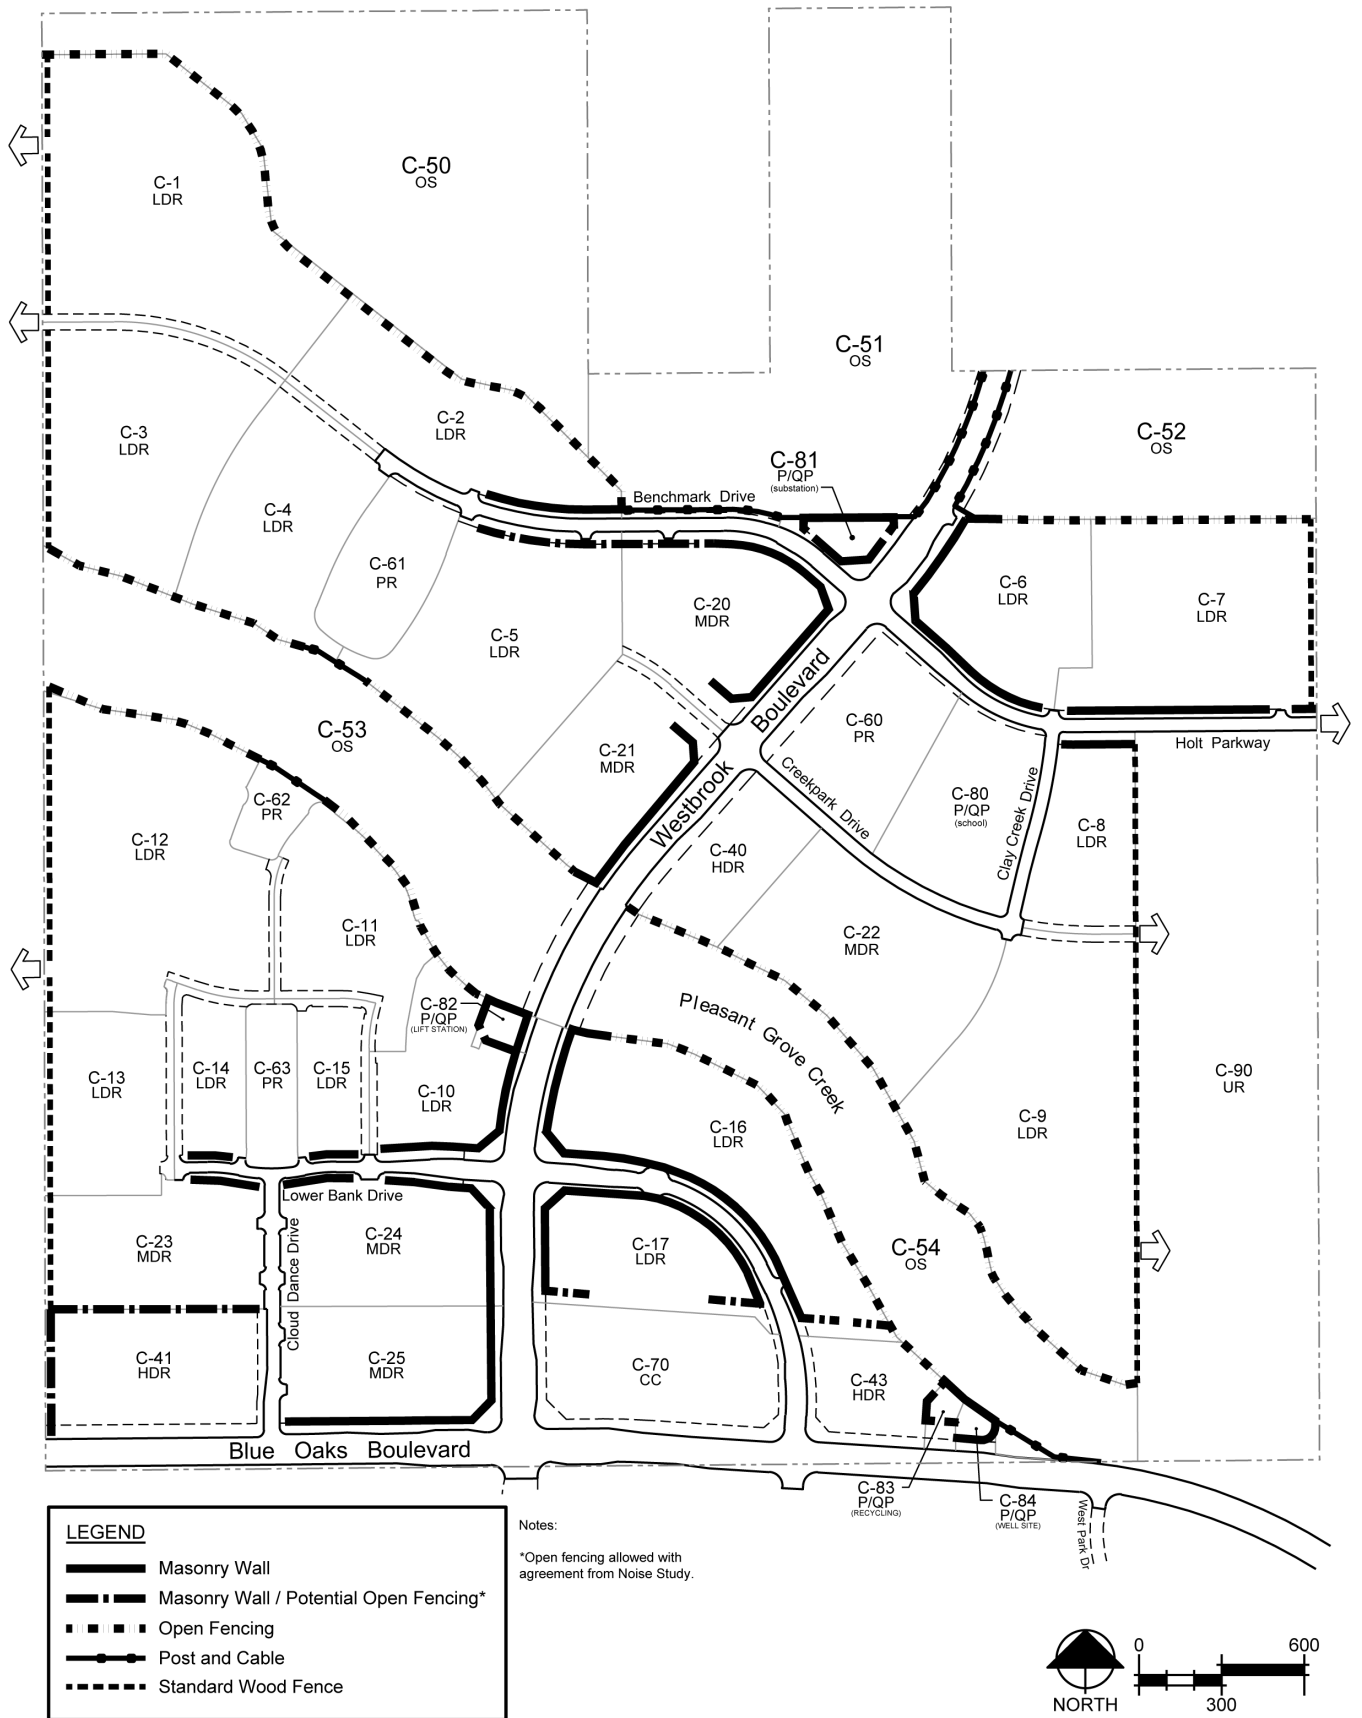 C-50
OS
C-1
LDR
C-51
OS
C-2
LDR
C-3
LDR
C-52
OS
C-81
P/QP
(substation)
Benchmark Drive
C-4
LDR
C-61
PR
C-6
LDR
C-7
LDR
C-20
MDR
C-5
LDR
Westbrook Boulevard
C-53
OS
C-60
PR
C-21
MDR
Holt Parkway
Creekpark Drive
C-62
PR
C-80
P/QP
(school)
Clay Creek Drive
C-8
LDR
C-12
LDR
C-40
HDR
C-11
LDR
C-22
MDR
C-82
P/QP
(LIFT STATION)
Pleasant Grove Creek
C-13
LDR
C-14
LDR
C-63
PR
C-15
LDR
C-10
LDR
C-90
UR
C-16
LDR
C-9
LDR
Lower Bank Drive
C-23
MDR
Cloud Dance Drive
C-24
MDR
C-17
LDR
C-54
OS
C-41
HDR
C-25
MDR
C-70
CC
C-43
HDR
Blue Oaks Boulevard
C-83
P/QP
(RECYCLING)
C-84
P/QP
(WELL SITE)
West Park Dr
LEGEND
Masonry Wall
Masonry Wall / Potential Open Fencing*
Open Fencing
Post and Cable
Standard Wood Fence
Notes:
*Open fencing allowed with
agreement from Noise Study.
NORTH
0
600
300